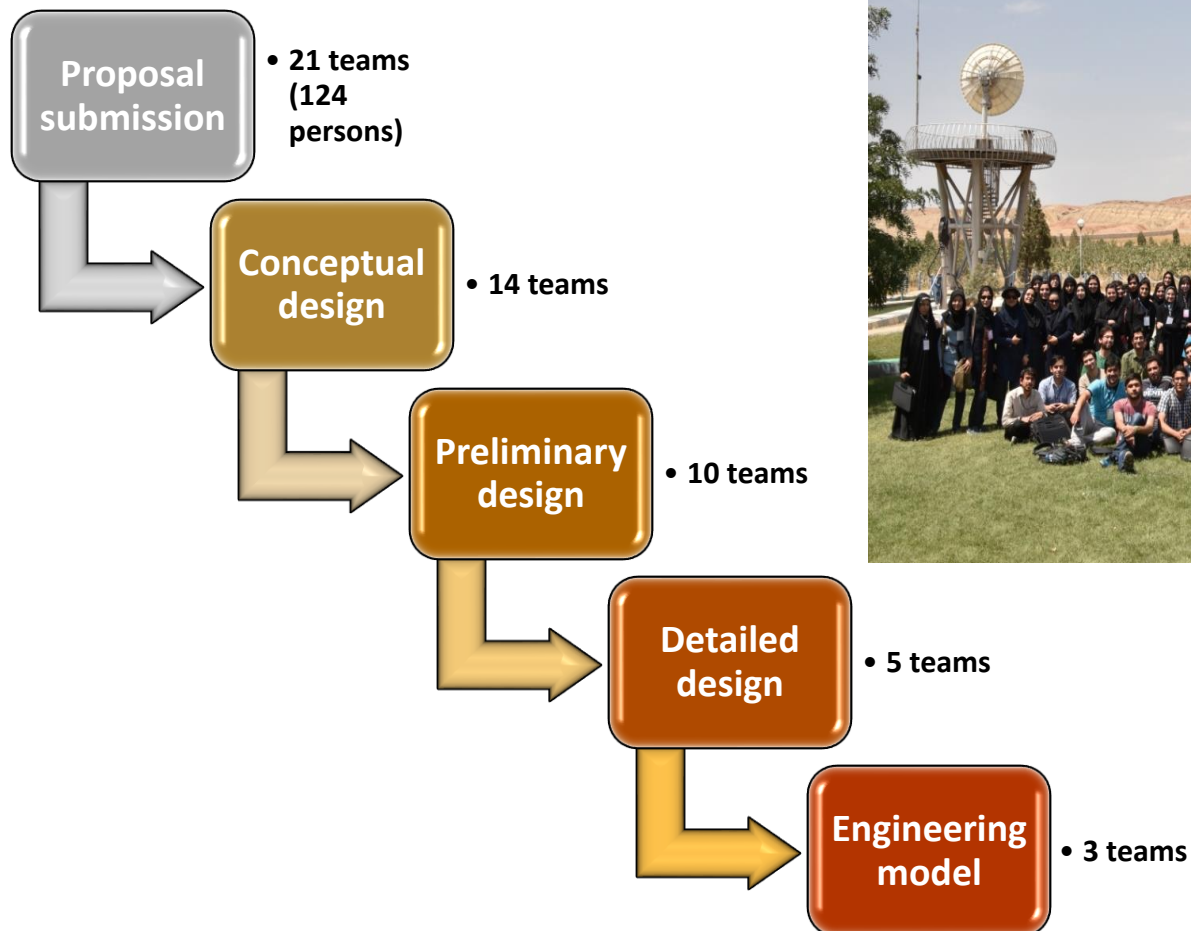 Proposal
submission
• 21 teams
(124
persons)
Conceptual
design
• 14 teams
Preliminary
design
• 10 teams
Detailed
design
• 5 teams
Engineering
model
• 3 teams